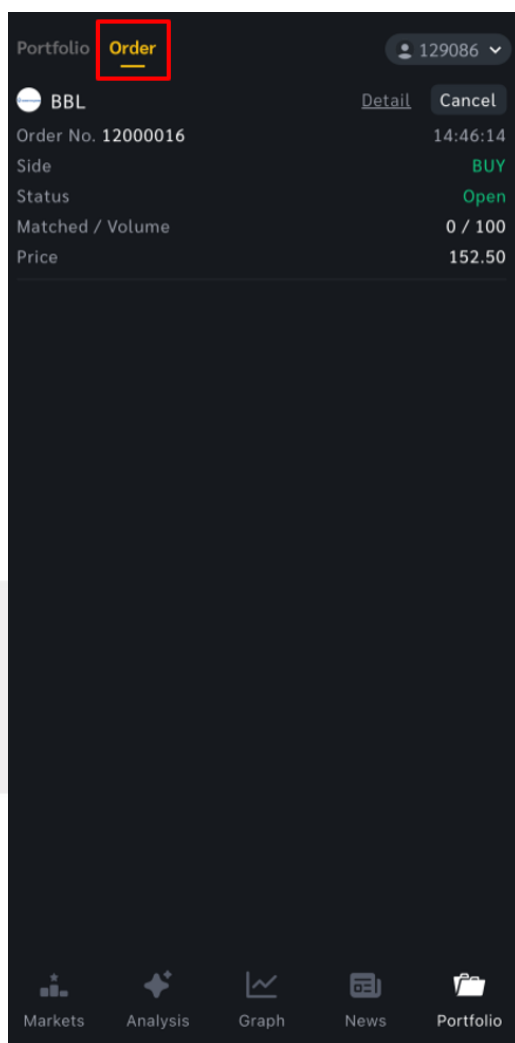 Portfolio Order 129086
BBL Detail Cancel
Order No. 12000016 14:46:14
Side BUY
Status Open
Matched / Volume 0 / 100
Price 152.50
Markets Analysis Graph News Portfolio